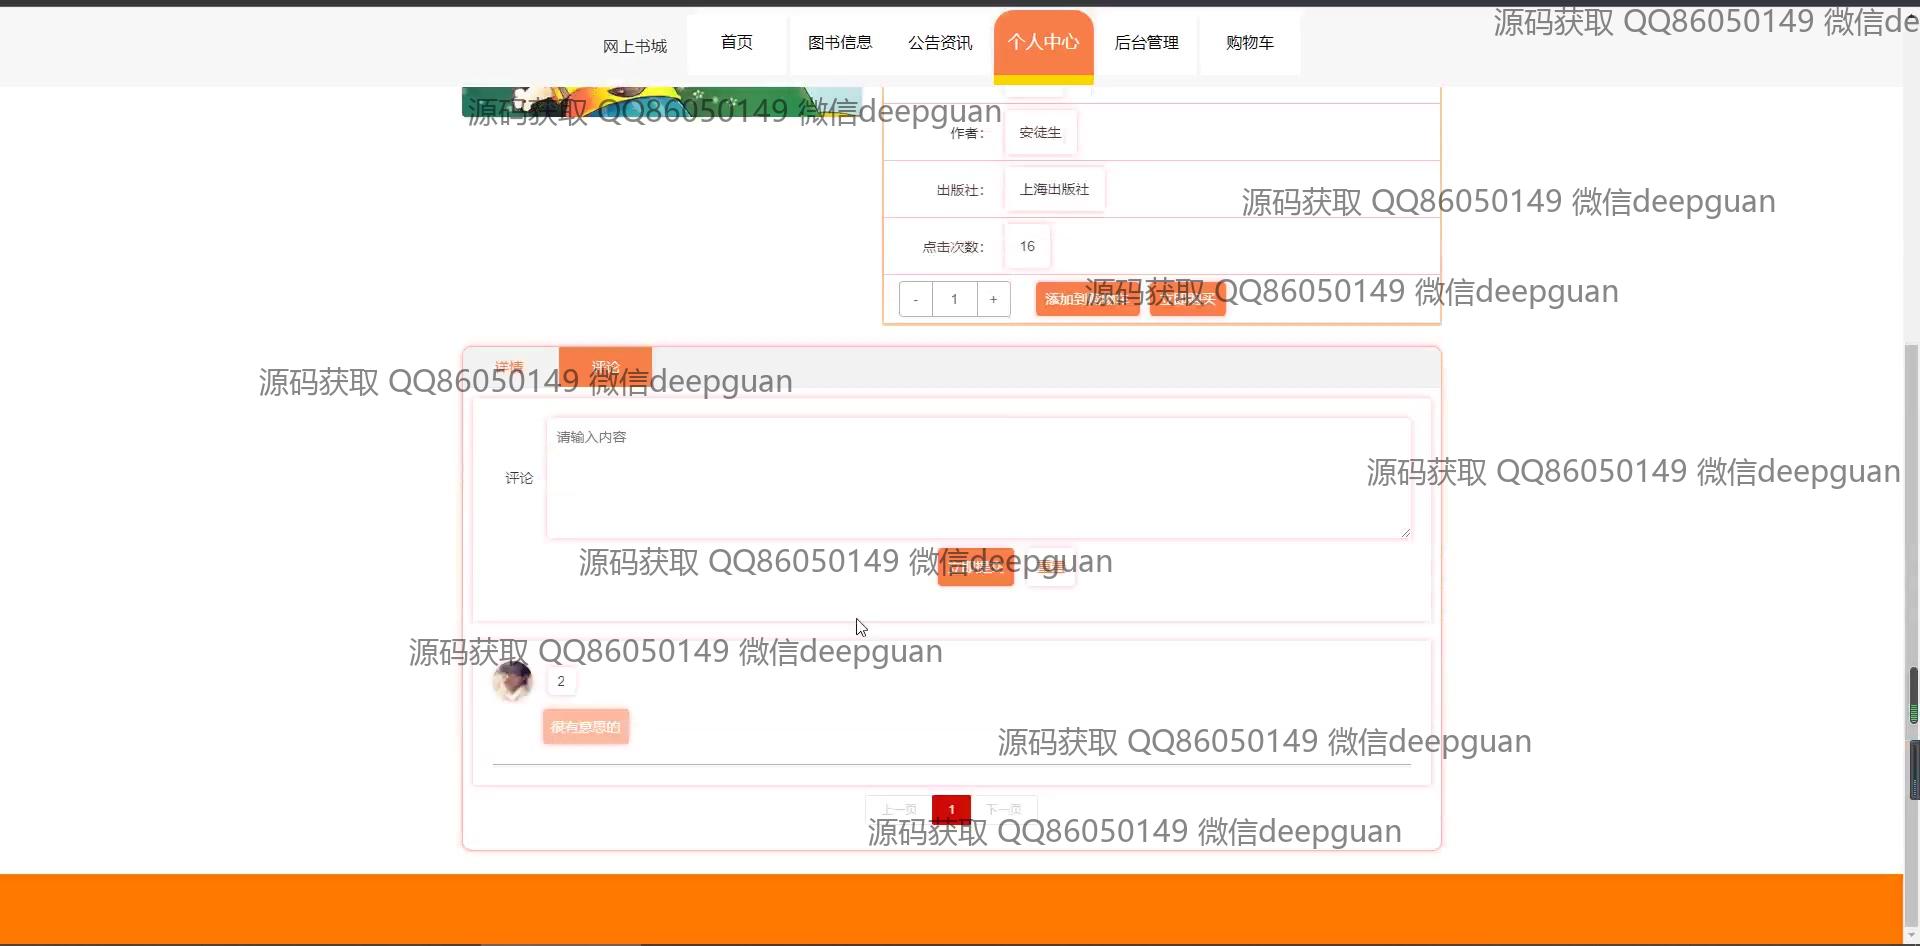 源码获取 QQ86050149 微信de
网上书城 首页 图书信息 公告资讯 个人中心 后台管理 购物车
源码获取 QQ86050149 微信deepguan
作者： 安徒生
出版社： 上海出版社
源码获取 QQ86050149 微信deepguan
点击次数： 16
源码获取 QQ86050149 微信deepguan
- 1 + 添加到
详情 评论
源码获取 QQ86050149 微信deepguan
请输入内容
评论
源码获取 QQ86050149 微信deepguan
源码获取 QQ86050149 微信deepguan
重置
源码获取 QQ86050149 微信deepguan
2
很有意思的
源码获取 QQ86050149 微信deepguan
上一页 1 下一页
源码获取 QQ86050149 微信deepguan